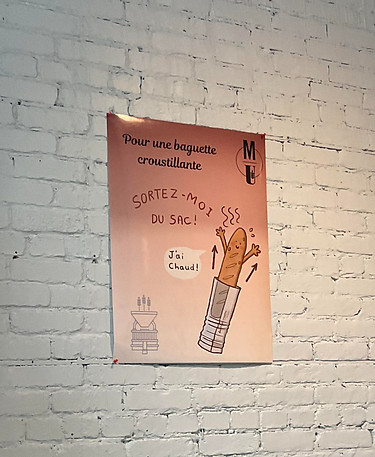 Pour une baguette
croustillante
M
SORTEZ-MOI
DU SAC!
J'ai
Chaud!